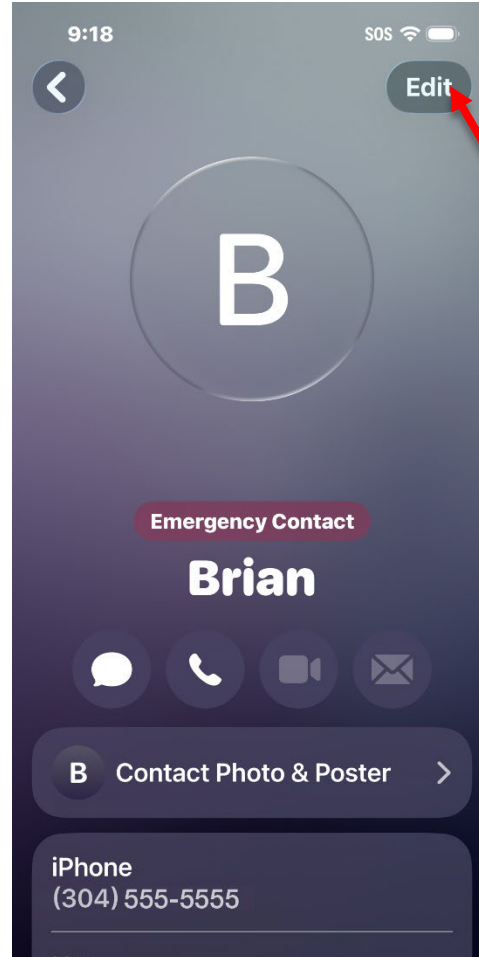 9:18 SOS
Edit
B
Emergency Contact
Brian
B Contact Photo & Poster
iPhone
(304) 555-5555